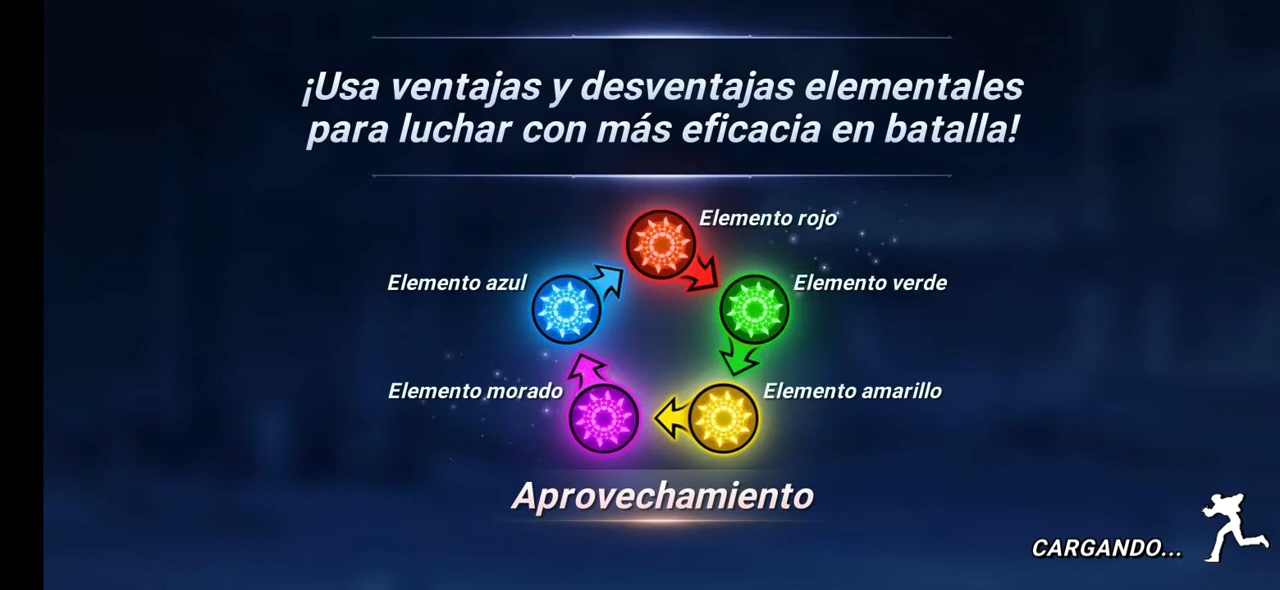 ¡Usa ventajas y desventajas elementales
para luchar con más eficacia en batalla!
Elemento rojo
Elemento azul
Elemento verde
Elemento morado
Elemento amarillo
Aprovechamiento
CARGANDO...